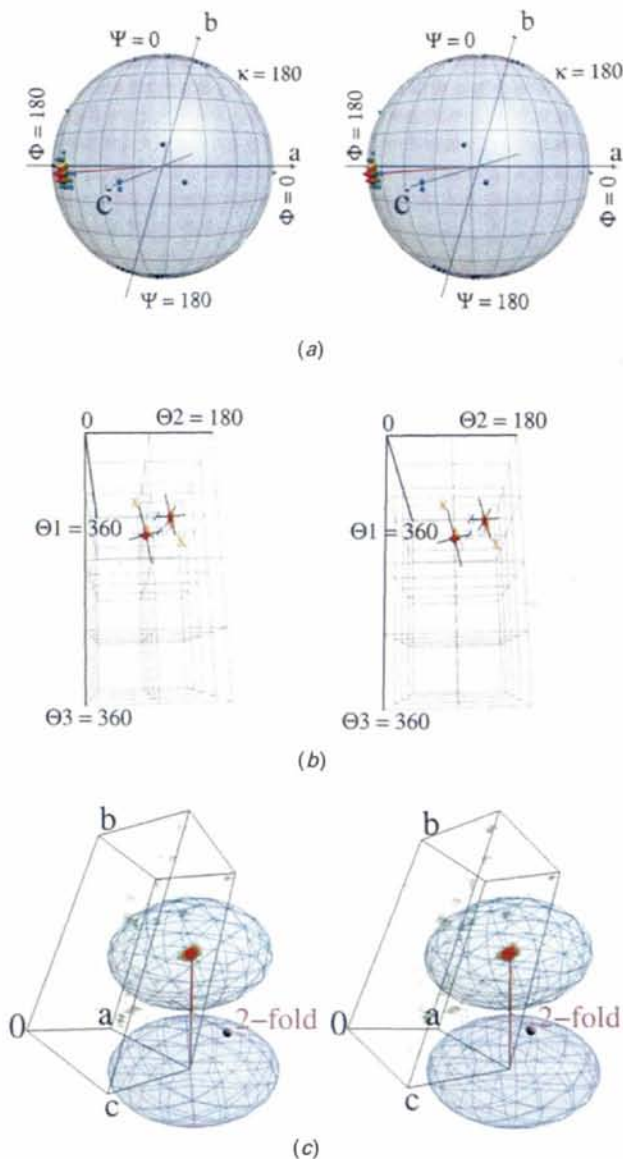 b
Ψ = 0
κ = 180
Φ = 180
a
c
Φ = 0
Ψ = 180
b
Ψ = 0
κ = 180
Φ = 180
a
c
Φ = 0
Ψ = 180
(a)
0
Θ2 = 180
Θ1 = 360
Θ3 = 360
0
Θ2 = 180
Θ1 = 360
Θ3 = 360
(b)
b
0
a
2-fold
c
b
0
a
2-fold
c
(c)